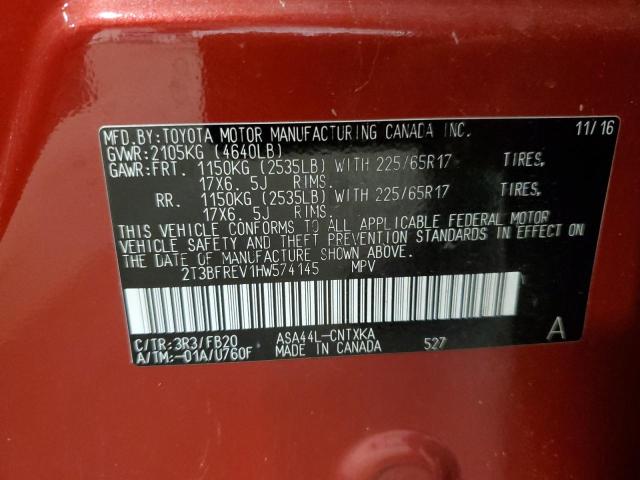 MFD.BY:TOYOTA MOTOR MANUFACTURING CANADA INC. 11/16
GVWR:2105KG (4640LB)
GAWR:FRT. 1150KG (2535LB) WITH 225/65R17 TIRES,
17X6. 5J RIMS.
RR. 1150KG (2535LB) WITH 225/65R17 TIRES,
17X6. 5J RIMS.
THIS VEHICLE CONFORMS TO ALL APPLICABLE FEDERAL MOTOR
VEHICLE SAFETY AND THEFT PREVENTION STANDARDS IN EFFECT ON
THE DATE OF MANUFACTURE SHOWN ABOVE.
2T3BFREV1HW574145 MPV
C/TR:3R3/FB20 ASA44L-CNTXKA A
A/TM:-01A/U760F MADE IN CANADA 527